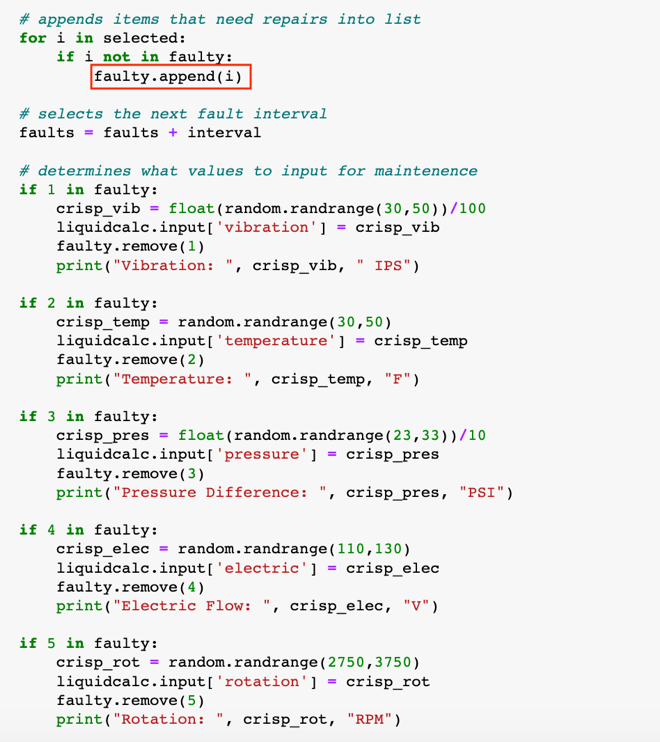 # appends items that need repairs into list
for i in selected:
    if i not in faulty:
        faulty.append(i)

# selects the next fault interval
faults = faults + interval

# determines what values to input for maintenence
if 1 in faulty:
    crisp_vib = float(random.randrange(30,50))/100
    liquidcalc.input['vibration'] = crisp_vib
    faulty.remove(1)
    print("Vibration: ", crisp_vib, " IPS")

if 2 in faulty:
    crisp_temp = random.randrange(30,50)
    liquidcalc.input['temperature'] = crisp_temp
    faulty.remove(2)
    print("Temperature: ", crisp_temp, "F")

if 3 in faulty:
    crisp_pres = float(random.randrange(23,33))/10
    liquidcalc.input['pressure'] = crisp_pres
    faulty.remove(3)
    print("Pressure Difference: ", crisp_pres, "PSI")

if 4 in faulty:
    crisp_elec = random.randrange(110,130)
    liquidcalc.input['electric'] = crisp_elec
    faulty.remove(4)
    print("Electric Flow: ", crisp_elec, "V")

if 5 in faulty:
    crisp_rot = random.randrange(2750,3750)
    liquidcalc.input['rotation'] = crisp_rot
    faulty.remove(5)
    print("Rotation: ", crisp_rot, "RPM")